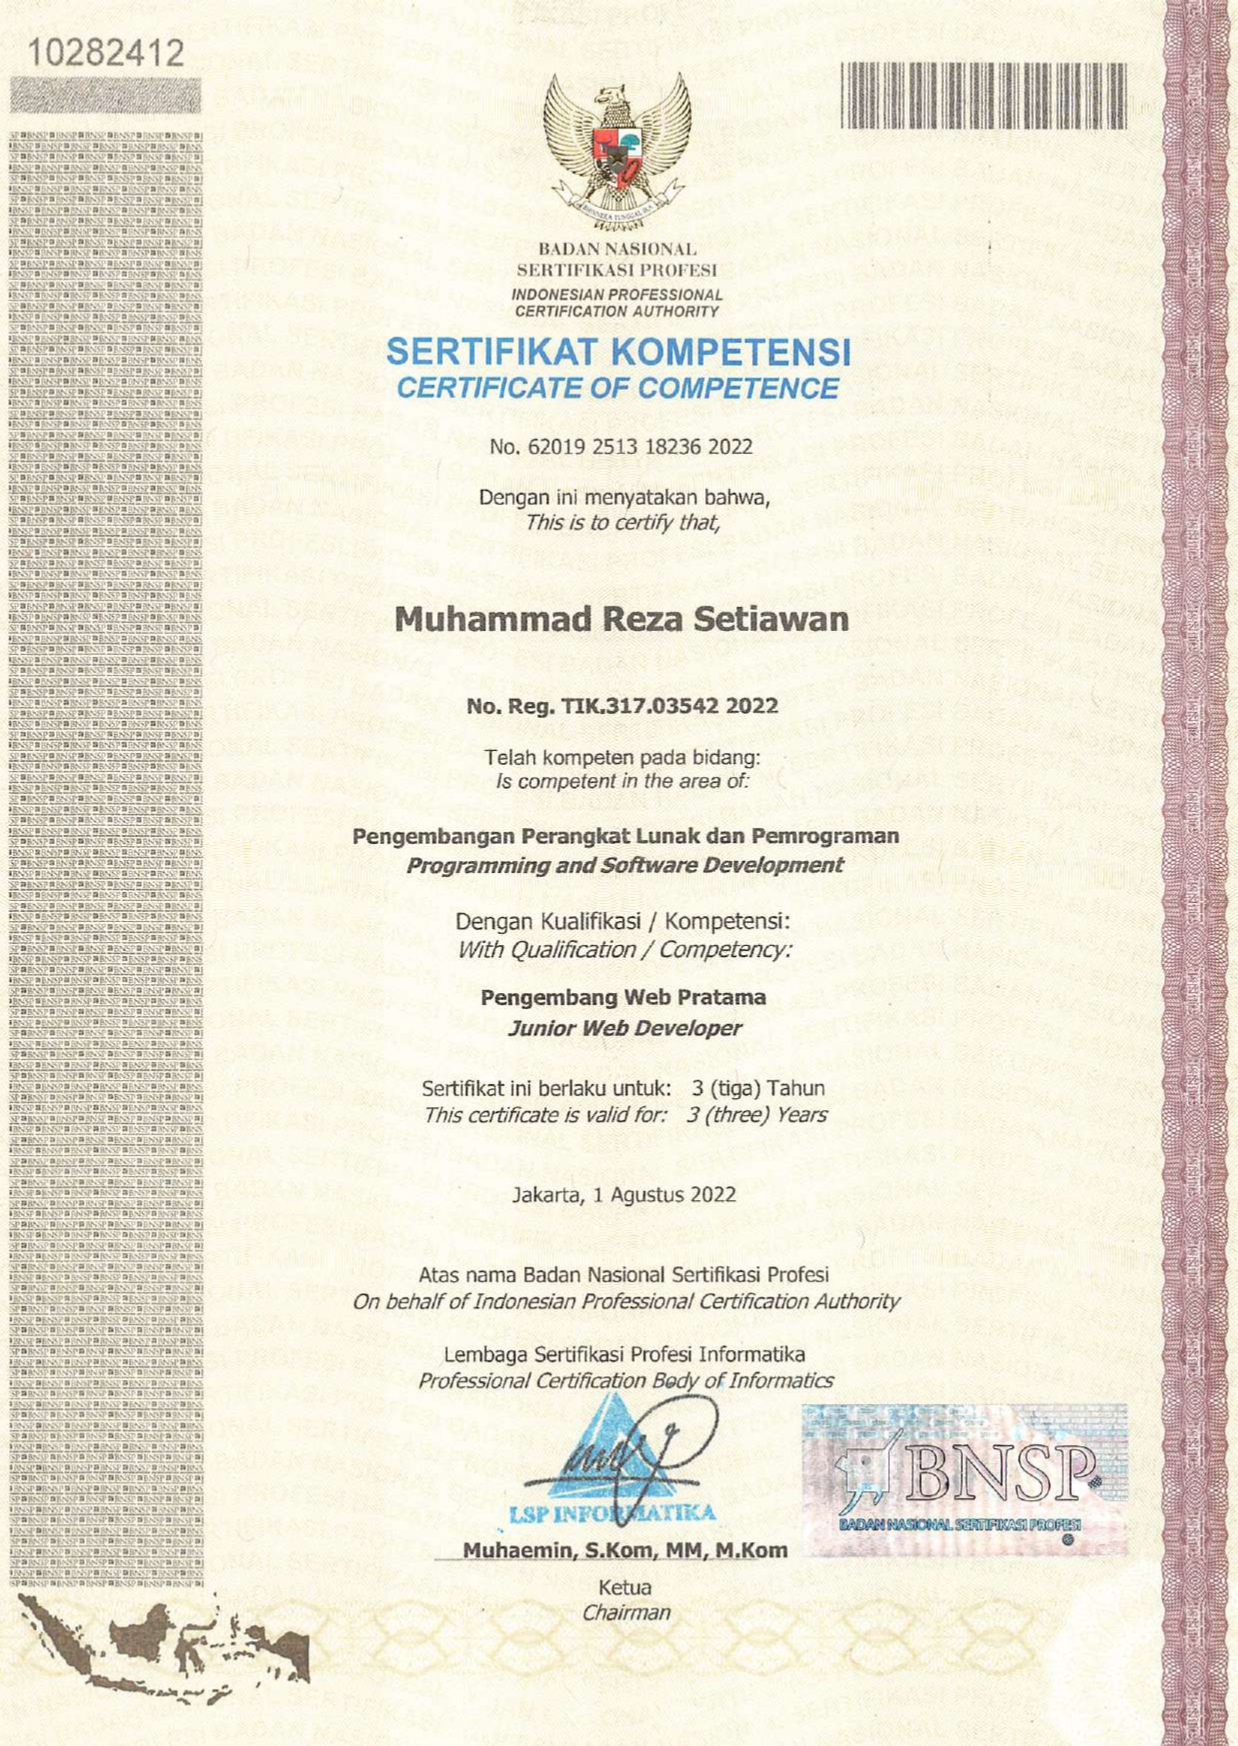 10282412
BADAN NASIONAL
SERTIFIKASI PROFESI
INDONESIAN PROFESSIONAL
CERTIFICATION AUTHORITY
SERTIFIKAT KOMPETENSI
CERTIFICATE OF COMPETENCE
No. 62019 2513 18236 2022
Dengan ini menyatakan bahwa,
This is to certify that,
Muhammad Reza Setiawan
No. Reg. TIK.317.03542 2022
Telah kompeten pada bidang:
Is competent in the area of:
Pengembangan Perangkat Lunak dan Pemrograman
Programming and Software Development
Dengan Kualifikasi / Kompetensi:
With Qualification / Competency:
Pengembang Web Pratama
Junior Web Developer
Sertifikat ini berlaku untuk: 3 (tiga) Tahun
This certificate is valid for: 3 (three) Years
Jakarta, 1 Agustus 2022
Atas nama Badan Nasional Sertifikasi Profesi
On behalf of Indonesian Professional Certification Authority
Lembaga Sertifikasi Profesi Informatika
Professional Certification Body of Informatics
LSP INFORMATIKA
BNSP
BADAN NASIONAL SERTIFIKASI PROFESI
Muhaemin, S.Kom, MM, M.Kom
Ketua
Chairman